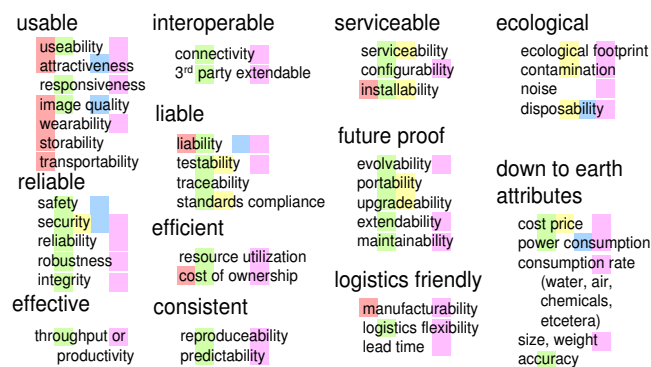 usable
useability
attractiveness
responsiveness
image quality
wearability
storability
transportability
reliable
safety
security
reliability
robustness
integrity
effective
throughput or
productivity
interoperable
connectivity
3rd party extendable
liable
liability
testability
traceability
standards compliance
efficient
resource utilization
cost of ownership
consistent
reproduceability
predictability
serviceable
serviceability
configurability
installability
future proof
evolvability
portability
upgradeability
extendability
maintainability
logistics friendly
manufacturability
logistics flexibility
lead time
ecological
ecological footprint
contamination
noise
disposability
down to earth
attributes
cost price
power consumption
consumption rate
(water, air,
chemicals,
etcetera)
size, weight
accuracy